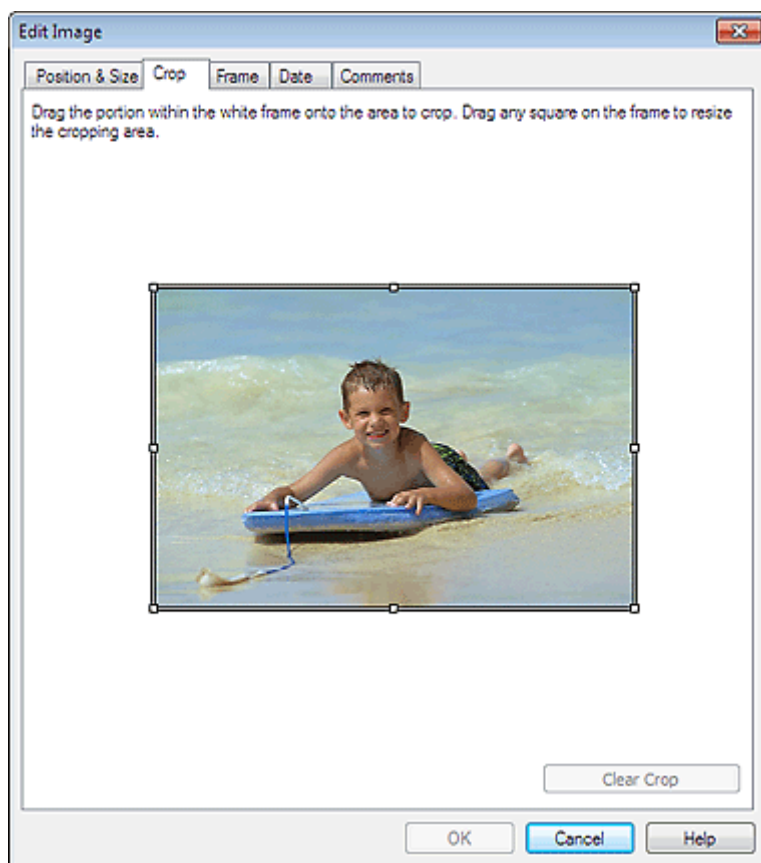 Edit Image
Position & Size Crop Frame Date Comments
Drag the portion within the white frame onto the area to crop. Drag any square on the frame to resize
the cropping area.
Clear Crop
OK Cancel Help